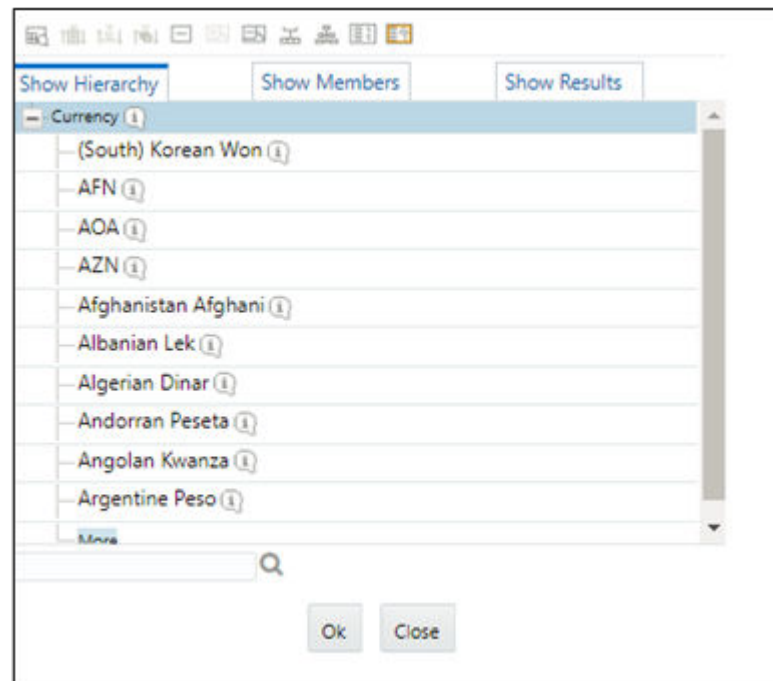 Show Hierarchy Show Members Show Results
Currency
(South) Korean Won
AFN
AOA
AZN
Afghanistan Afghani
Albanian Lek
Algerian Dinar
Andorran Peseta
Angolan Kwanza
Argentine Peso
More
Ok Close